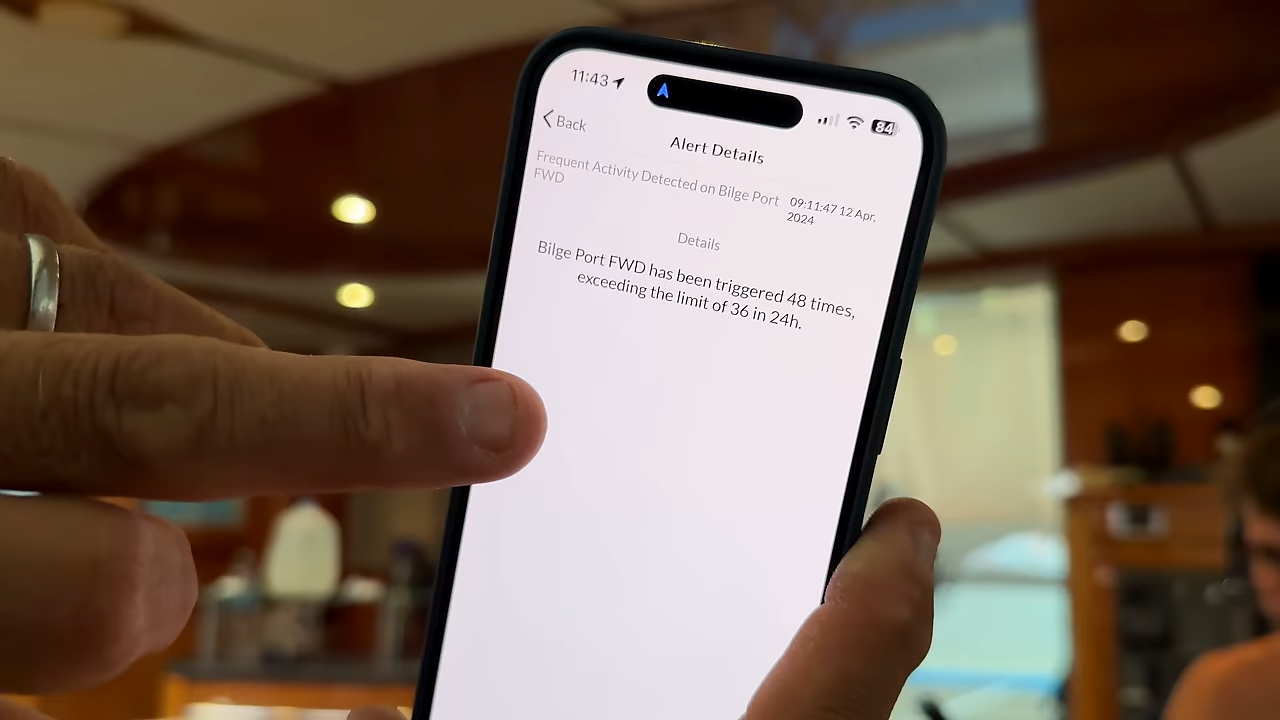 11:43
84
Back
Alert Details
Frequent Activity Detected on Bilge Port
FWD
09:11:47 12 Apr,
2024
Details
Bilge Port FWD has been triggered 48 times,
exceeding the limit of 36 in 24h.